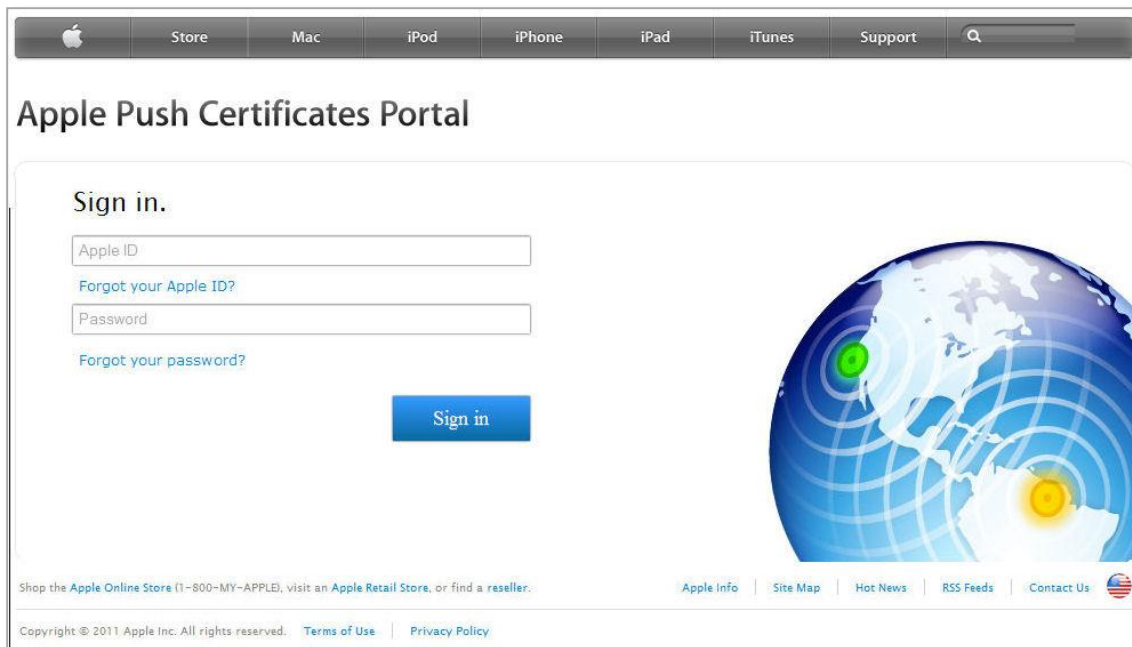 Store Mac iPod iPhone iPad iTunes Support
Apple Push Certificates Portal
Sign in.
Apple ID
Forgot your Apple ID?
Password
Forgot your password?
Sign in
Shop the Apple Online Store (1-800-MY-APPLE), visit an Apple Retail Store, or find a reseller. Apple Info Site Map Hot News RSS Feeds Contact Us
Copyright © 2011 Apple Inc. All rights reserved. Terms of Use Privacy Policy